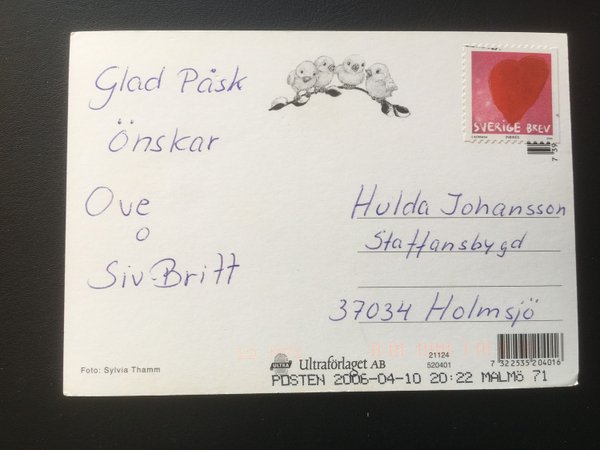 Glad Påsk
Önskar
Ove
o
Siv-Britt
SVERIGE BREV
Hulda Johansson
Staffansbygd
37034 Holmsjö
Foto: Sylvia Thamm
ULTRA
Ultraförlaget AB
21124
520401
7 322535 204016
POSTEN 2006-04-10 20:22 MALMÖ 71